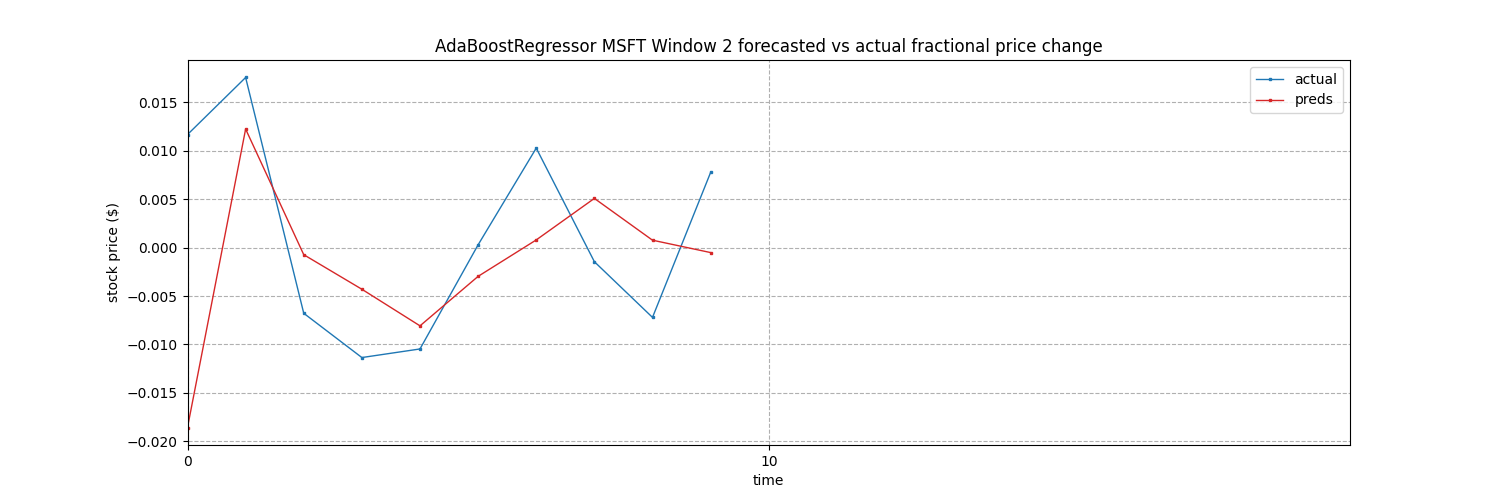 AdaBoostRegressor MSFT Window 2 forecasted vs actual fractional price change
actual
preds
0.015
0.010
0.005
0.000
−0.005
−0.010
−0.015
−0.020
stock price ($)
0
10
time